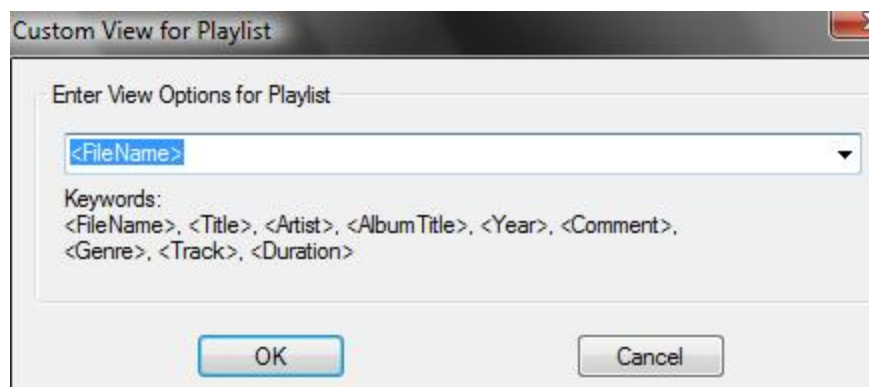 Custom View for Playlist
Enter View Options for Playlist
<FileName>
Keywords:
<FileName>, <Title>, <Artist>, <AlbumTitle>, <Year>, <Comment>,
<Genre>, <Track>, <Duration>
OK Cancel